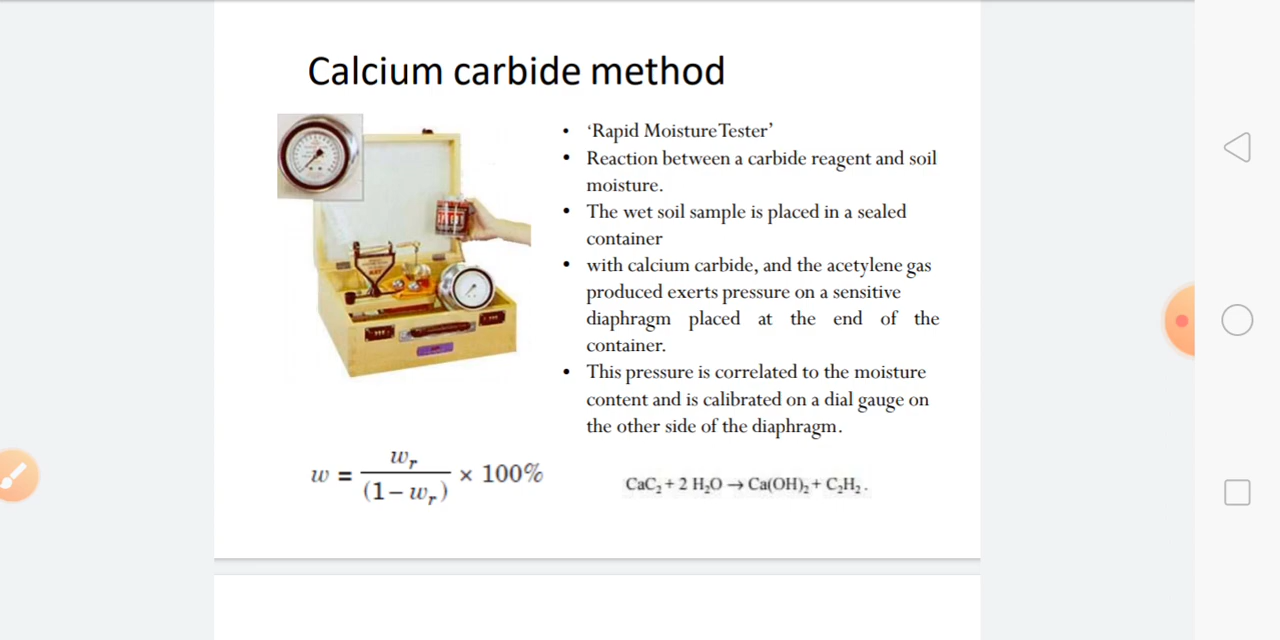 Calcium carbide method
• ‘Rapid Moisture Tester’
• Reaction between a carbide reagent and soil
moisture.
• The wet soil sample is placed in a sealed
container
• with calcium carbide, and the acetylene gas
produced exerts pressure on a sensitive
diaphragm placed at the end of the
container.
• This pressure is correlated to the moisture
content and is calibrated on a dial gauge on
the other side of the diaphragm.
w = wᵣ / (1 – wᵣ) × 100%
CaC₂ + 2 H₂O → Ca(OH)₂ + C₂H₂ .